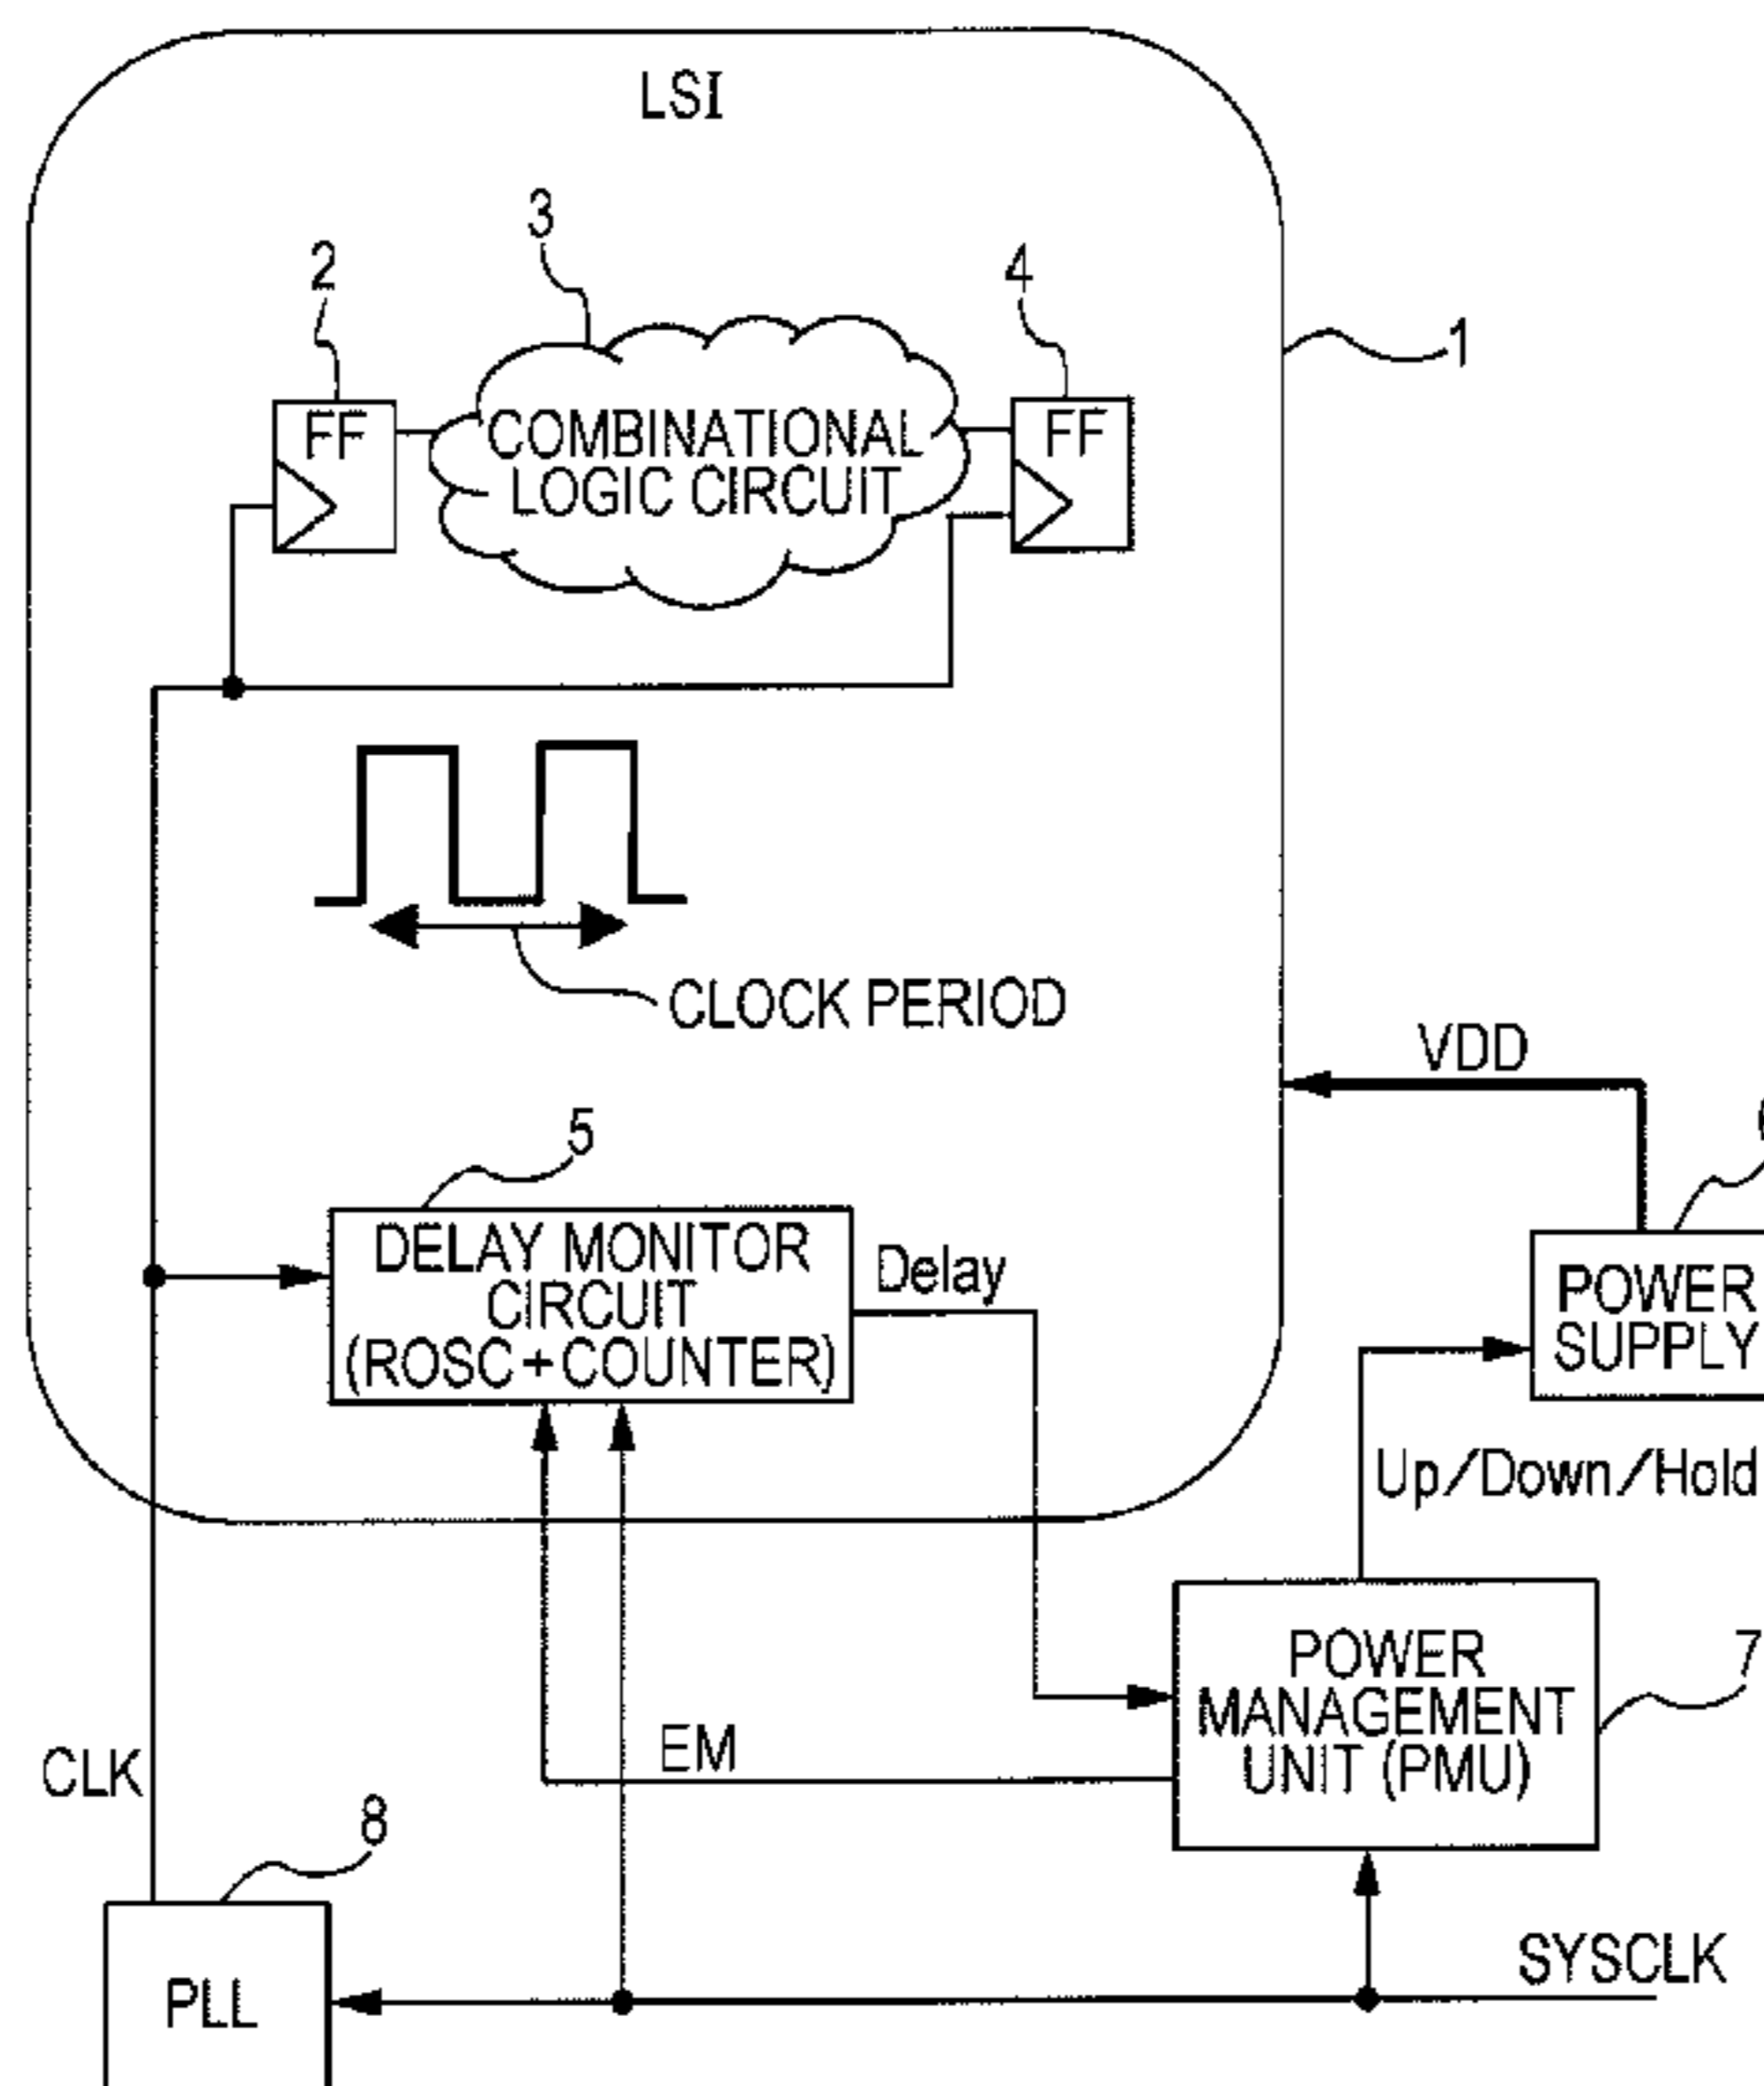 LSI
3
2
4
1
FF
COMBINATIONAL
LOGIC CIRCUIT
FF
CLOCK PERIOD
VDD
5
DELAY MONITOR
CIRCUIT
(ROSC+COUNTER)
Delay
POWER
SUPPLY
Up/Down/Hold
7
POWER
MANAGEMENT
UNIT (PMU)
EM
CLK
8
PLL
SYSCLK